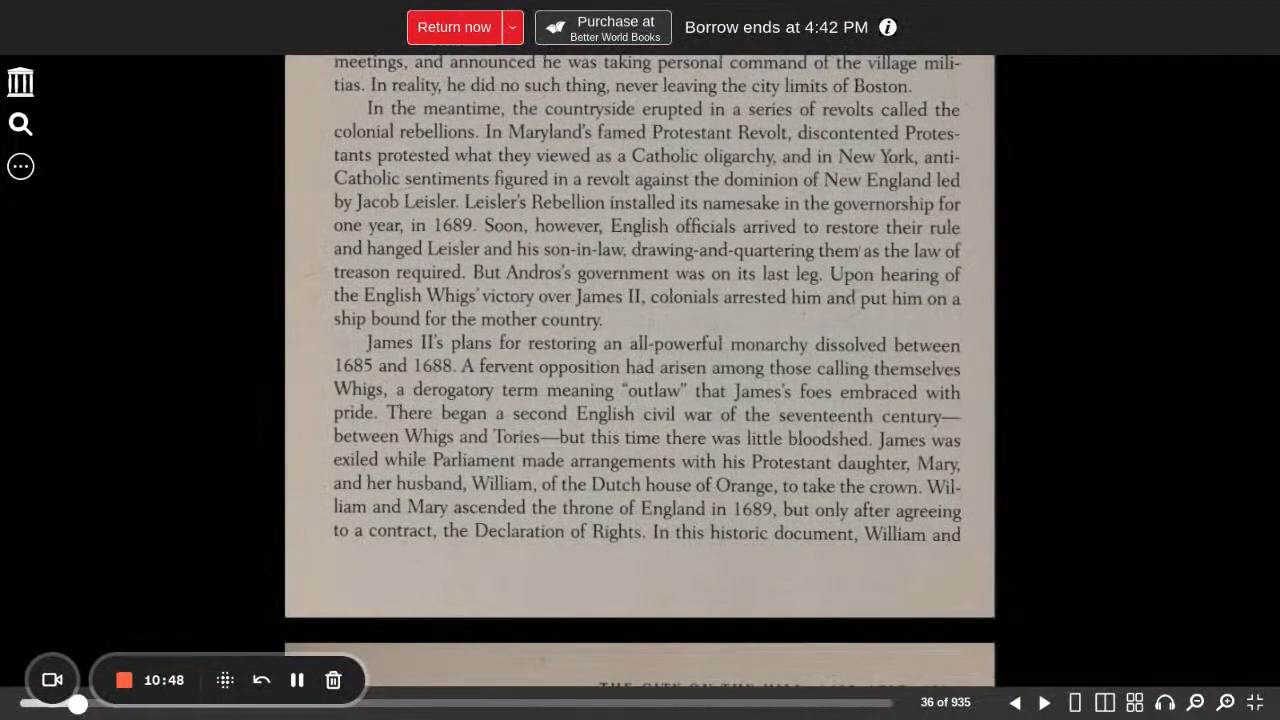 Return now
Purchase at
Better World Books
Borrow ends at 4:42 PM
meetings, and announced he was taking personal command of the village mili-
tias. In reality, he did no such thing, never leaving the city limits of Boston.
In the meantime, the countryside erupted in a series of revolts called the
colonial rebellions. In Maryland's famed Protestant Revolt, discontented Protes-
tants protested what they viewed as a Catholic oligarchy, and in New York, anti-
Catholic sentiments figured in a revolt against the dominion of New England led
by Jacob Leisler. Leisler's Rebellion installed its namesake in the governorship for
one year, in 1689. Soon, however, English officials arrived to restore their rule
and hanged Leisler and his son-in-law, drawing-and-quartering them as the law of
treason required. But Andros's government was on its last leg. Upon hearing of
the English Whigs' victory over James II, colonials arrested him and put him on a
ship bound for the mother country.
James II's plans for restoring an all-powerful monarchy dissolved between
1685 and 1688. A fervent opposition had arisen among those calling themselves
Whigs, a derogatory term meaning "outlaw" that James's foes embraced with
pride. There began a second English civil war of the seventeenth century—
between Whigs and Tories—but this time there was little bloodshed. James was
exiled while Parliament made arrangements with his Protestant daughter, Mary,
and her husband, William, of the Dutch house of Orange, to take the crown. Wil-
liam and Mary ascended the throne of England in 1689, but only after agreeing
to a contract, the Declaration of Rights. In this historic document, William and
10:48
36 of 935